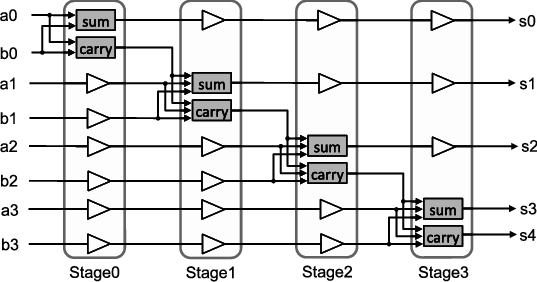 a0 sum s0
b0 carry
a1 sum s1
b1 carry
a2 sum s2
b2 carry
a3 sum s3
b3 carry s4
Stage0 Stage1 Stage2 Stage3